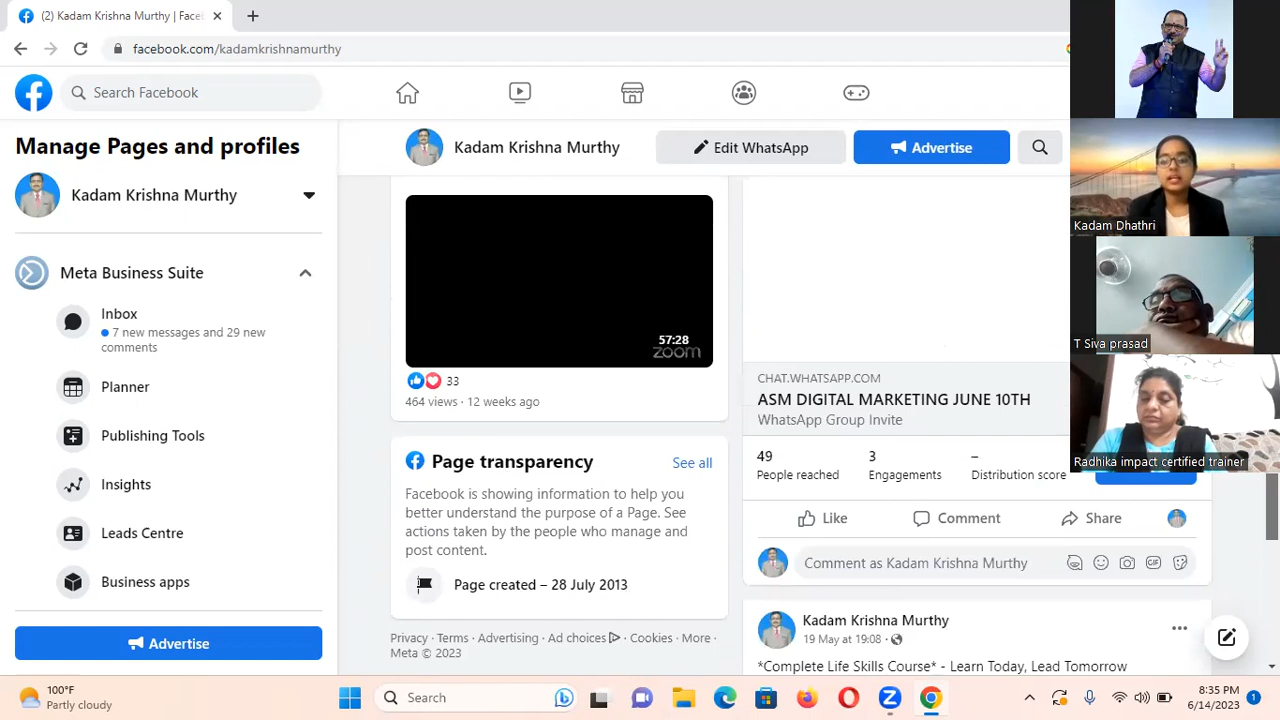 (2) Kadam Krishna Murthy | Face
facebook.com/kadamkrishnamurthy
Search Facebook
Manage Pages and profiles
Kadam Krishna Murthy
Meta Business Suite
Inbox
7 new messages and 29 new
comments
Planner
Publishing Tools
Insights
Leads Centre
Business apps
Advertise
Kadam Krishna Murthy
Edit WhatsApp
Advertise
57:28
zoom
33
464 views · 12 weeks ago
Page transparency
See all
Facebook is showing information to help you
better understand the purpose of a Page. See
actions taken by the people who manage and
post content.
Page created – 28 July 2013
Privacy · Terms · Advertising · Ad choices · Cookies · More ·
Meta © 2023
CHAT.WHATSAPP.COM
ASM DIGITAL MARKETING JUNE 10TH
WhatsApp Group Invite
49
People reached
3
Engagements
–
Distribution score
Like
Comment
Share
Comment as Kadam Krishna Murthy
GIF
Kadam Krishna Murthy
19 May at 19:08 ·
*Complete Life Skills Course* - Learn Today, Lead Tomorrow
Kadam Dhathri
T Siva prasad
Radhika impact certified trainer
100°F
Partly cloudy
Search
8:35 PM
6/14/2023
1